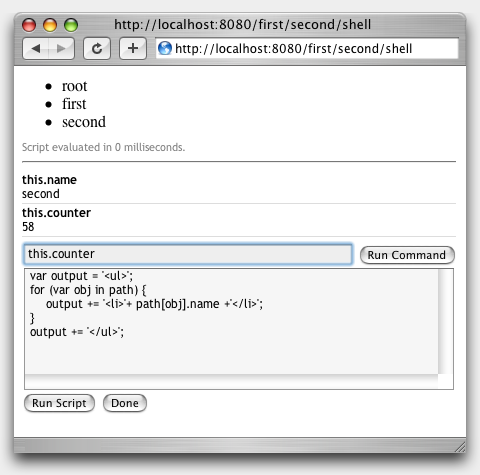 http://localhost:8080/first/second/shell
http://localhost:8080/first/second/shell
root
first
second
Script evaluated in 0 milliseconds.
this.name
second
this.counter
58
this.counter
Run Command
var output = '<ul>';
for (var obj in path) {
output += '<li>'+ path[obj].name +'</li>';
}
output += '</ul>';
Run Script
Done